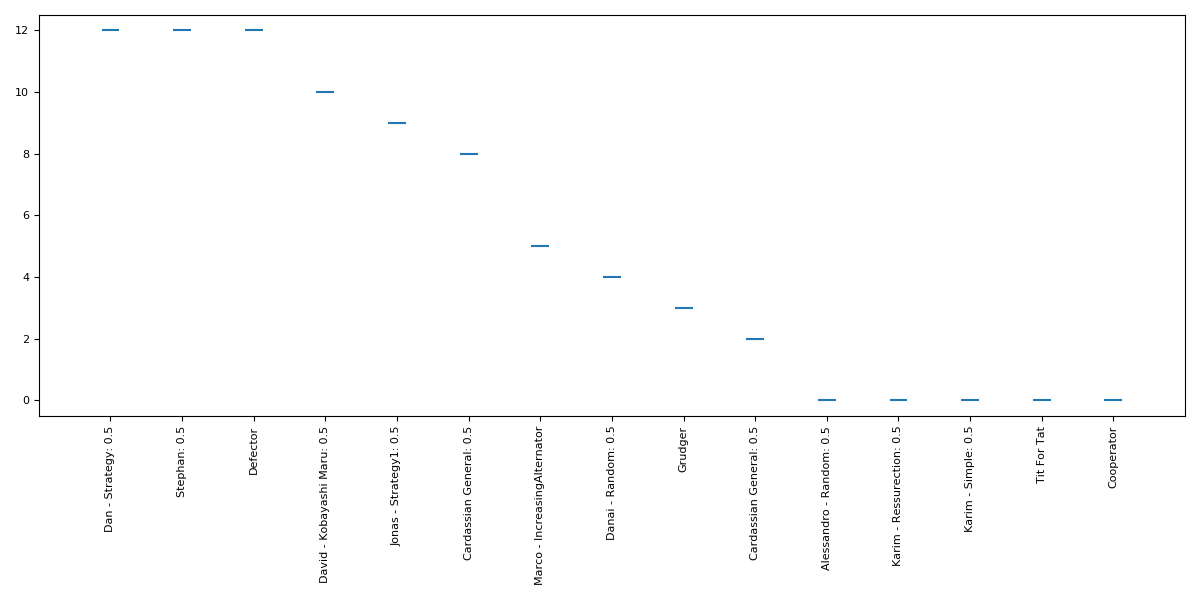 12
10
8
6
4
2
0
Dan - Strategy: 0.5
Stephan: 0.5
Defector
David - Kobayashi Maru: 0.5
Jonas - Strategy1: 0.5
Cardassian General: 0.5
Marco - IncreasingAlternator
Danai - Random: 0.5
Grudger
Cardassian General: 0.5
Alessandro - Random: 0.5
Karim - Ressurection: 0.5
Karim - Simple: 0.5
Tit For Tat
Cooperator